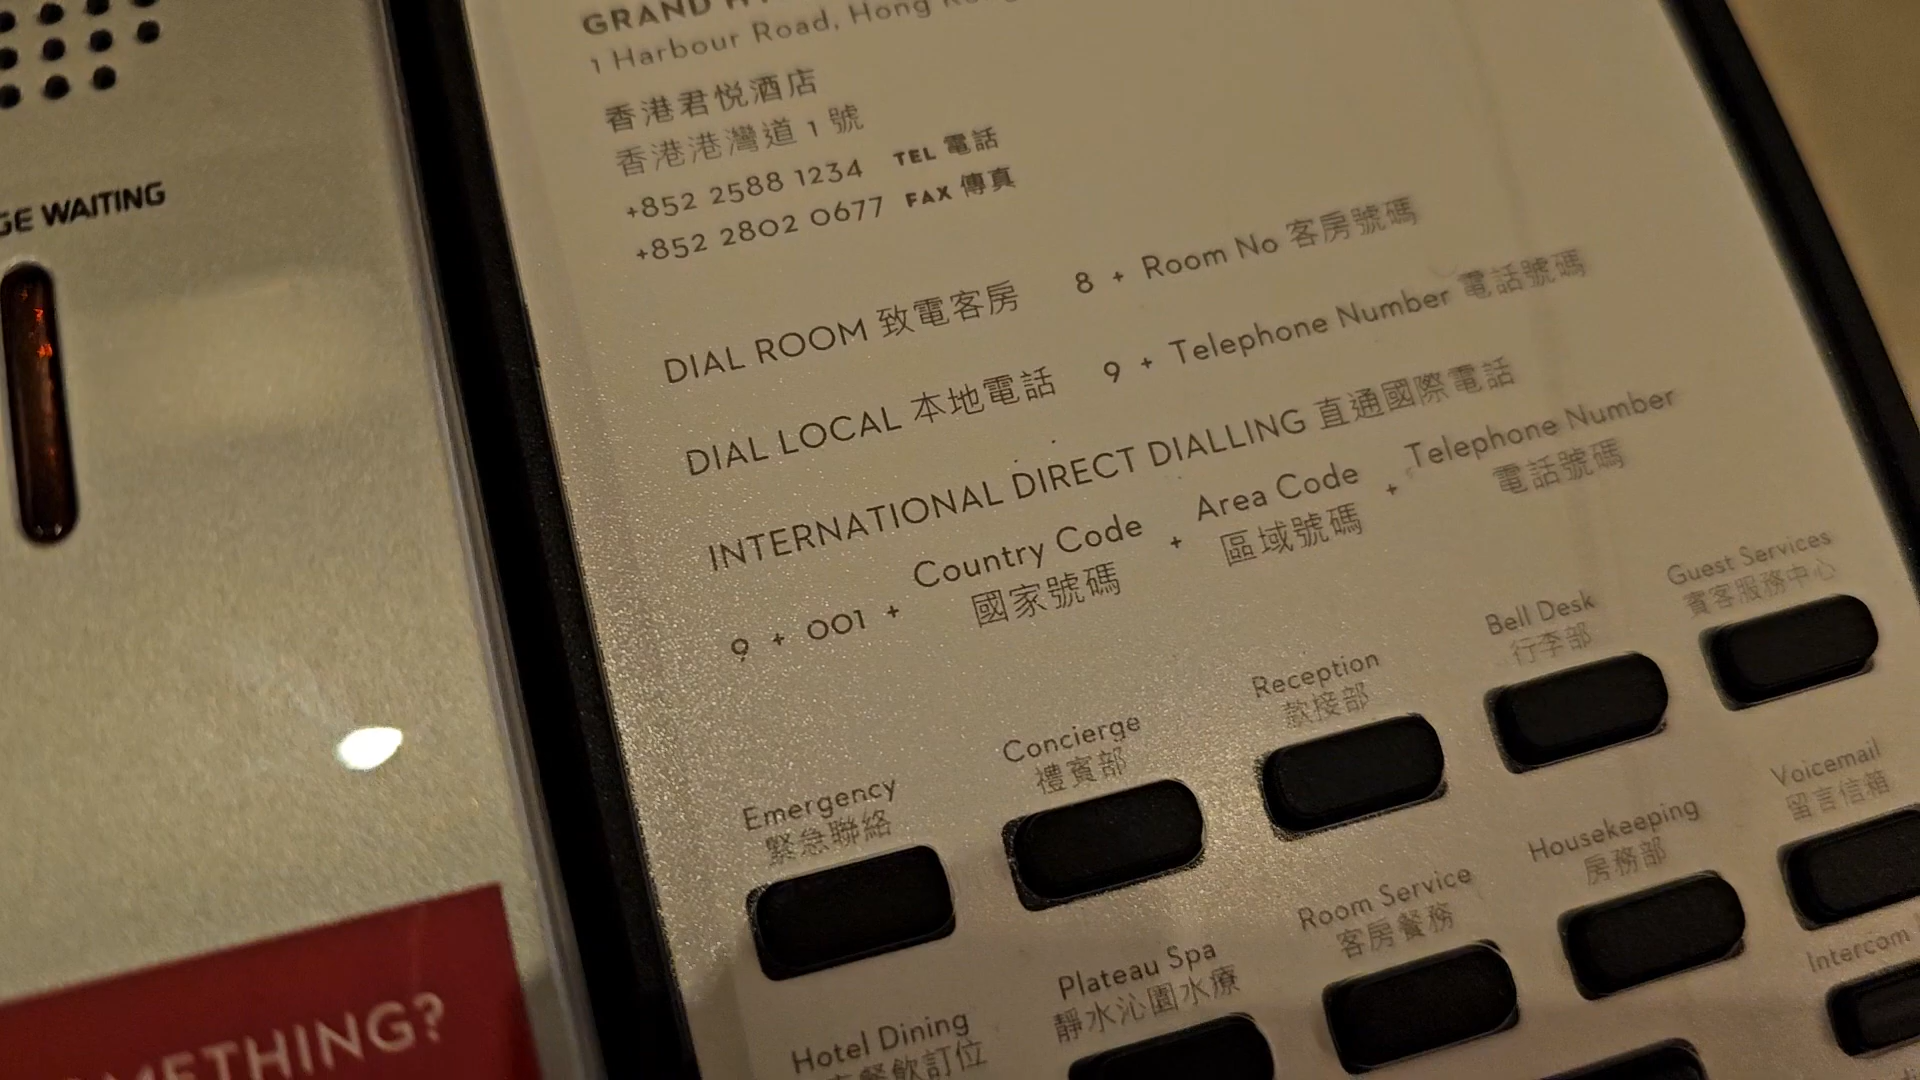 GRAND
1 Harbour Road, Hong Kong
香港君悅酒店
香港港灣道 1 號
+852 2588 1234 TEL 電話
+852 2802 0677 FAX 傳真
DIAL ROOM 致電客房 8 + Room No 客房號碼
DIAL LOCAL 本地電話 9 + Telephone Number 電話號碼
INTERNATIONAL DIRECT DIALLING 直通國際電話
9 + 001 + Country Code + Area Code + Telephone Number
國家號碼 區域號碼 電話號碼
WAITING
Emergency
緊急聯絡
Concierge
禮賓部
Reception
款接部
Bell Desk
行李部
Guest Services
賓客服務中心
Hotel Dining
餐飲訂位
Plateau Spa
靜水沁園水療
Room Service
客房餐務
Housekeeping
房務部
Voicemail
留言信箱
Intercom
METHING?